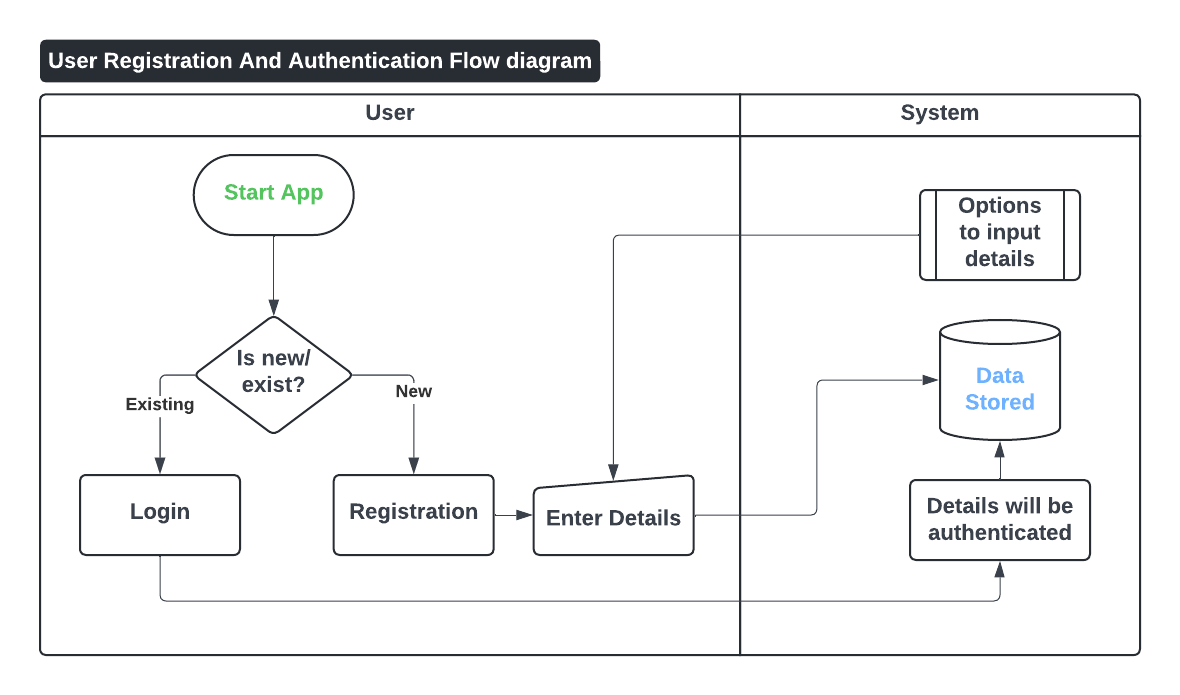 User Registration And Authentication Flow diagram
User
System
Start App
Options
to input
details
Is new/
exist?
Existing
New
Data
Stored
Login
Registration
Enter Details
Details will be
authenticated